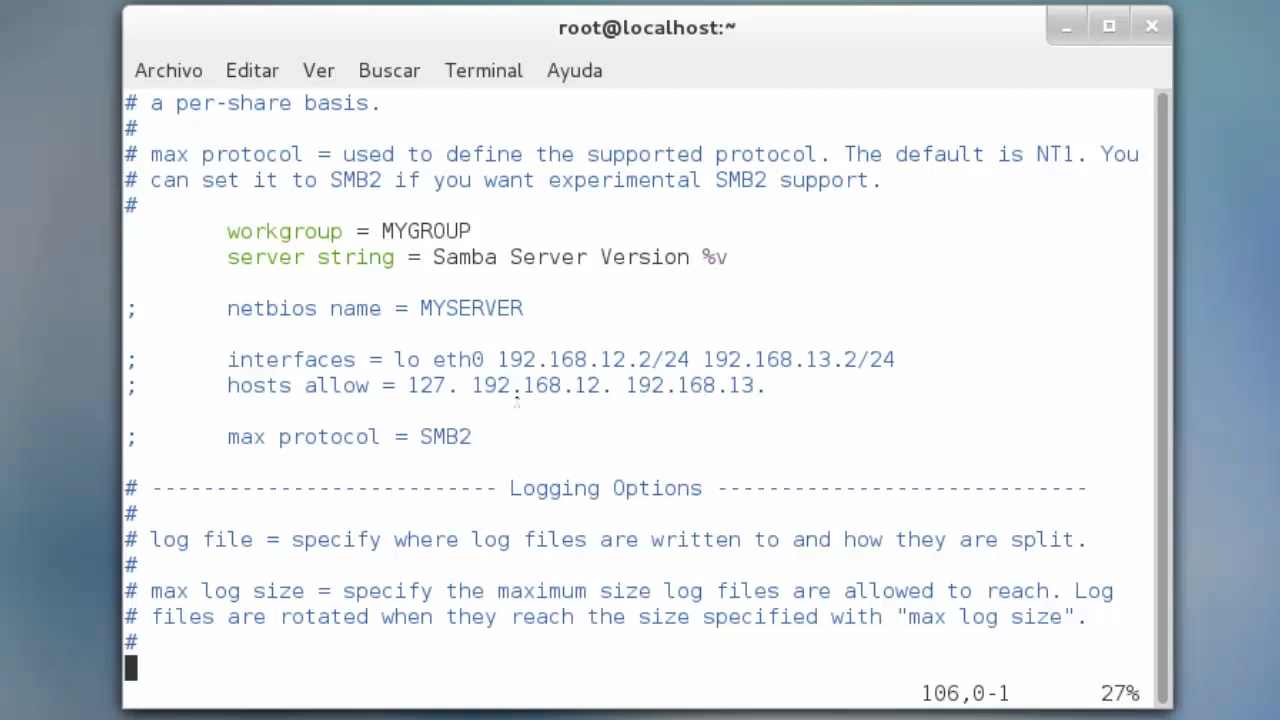 root@localhost:~
Archivo Editar Ver Buscar Terminal Ayuda
# a per-share basis.
#
# max protocol = used to define the supported protocol. The default is NT1. You
# can set it to SMB2 if you want experimental SMB2 support.
#
workgroup = MYGROUP
server string = Samba Server Version %v
; netbios name = MYSERVER
; interfaces = lo eth0 192.168.12.2/24 192.168.13.2/24
; hosts allow = 127. 192.168.12. 192.168.13.
; max protocol = SMB2
# --------------------------- Logging Options -----------------------------
#
# log file = specify where log files are written to and how they are split.
#
# max log size = specify the maximum size log files are allowed to reach. Log
# files are rotated when they reach the size specified with "max log size".
#
106,0-1 27%